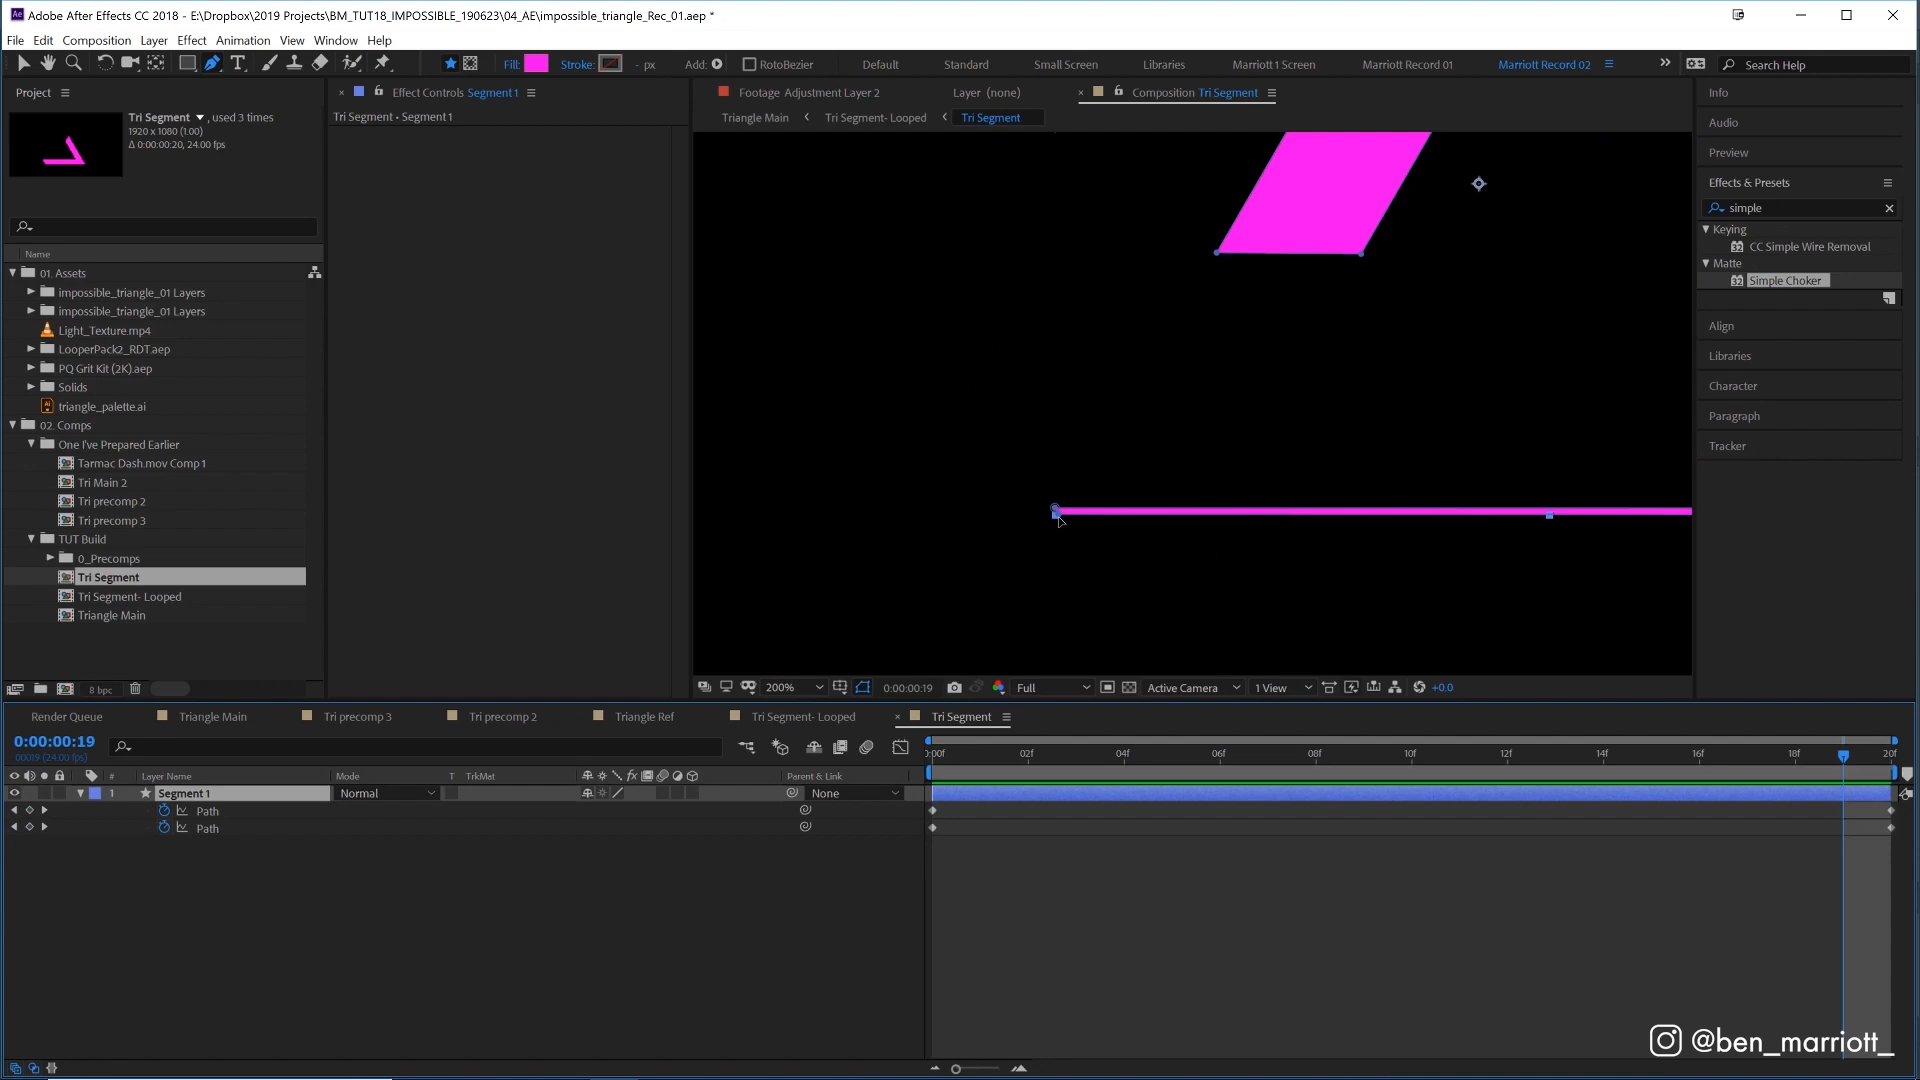 Adobe After Effects CC 2018 - E:\Dropbox\2019 Projects\BM_TUT18_IMPOSSIBLE_190623\04_AE\impossible_triangle_Rec_01.aep *
File Edit Composition Layer Effect Animation View Window Help
Fill: Stroke: - px Add: RotoBezier Default Standard Small Screen Libraries Marriott 1 Screen Marriott Record 01 Marriott Record 02 Search Help
Project
Tri Segment , used 3 times
1920 x 1080 (1.00)
Δ 0:00:00:20, 24.00 fps
Name
01. Assets
impossible_triangle_01 Layers
impossible_triangle_01 Layers
Light_Texture.mp4
LooperPack2_RDT.aep
PQ Grit Kit (2K).aep
Solids
triangle_palette.ai
02. Comps
One I've Prepared Earlier
Tarmac Dash.mov Comp 1
Tri Main 2
Tri precomp 2
Tri precomp 3
TUT Build
0_Precomps
Tri Segment
Tri Segment- Looped
Triangle Main
8 bpc
Effect Controls Segment 1
Tri Segment • Segment 1
Footage Adjustment Layer 2 Layer (none) Composition Tri Segment
Triangle Main Tri Segment- Looped Tri Segment
200% 0:00:00:19 Full Active Camera 1 View +0.0
Info
Audio
Preview
Effects & Presets
simple
Keying
CC Simple Wire Removal
Matte
Simple Choker
Align
Libraries
Character
Paragraph
Tracker
Render Queue Triangle Main Tri precomp 3 Tri precomp 2 Triangle Ref Tri Segment- Looped Tri Segment
0:00:00:19
00019 (24.00 fps)
:00f 02f 04f 06f 08f 10f 12f 14f 16f 18f 20f
# Layer Name Mode T TrkMat fx Parent & Link
1 Segment 1 Normal None
Path
Path
@ben_marriott_